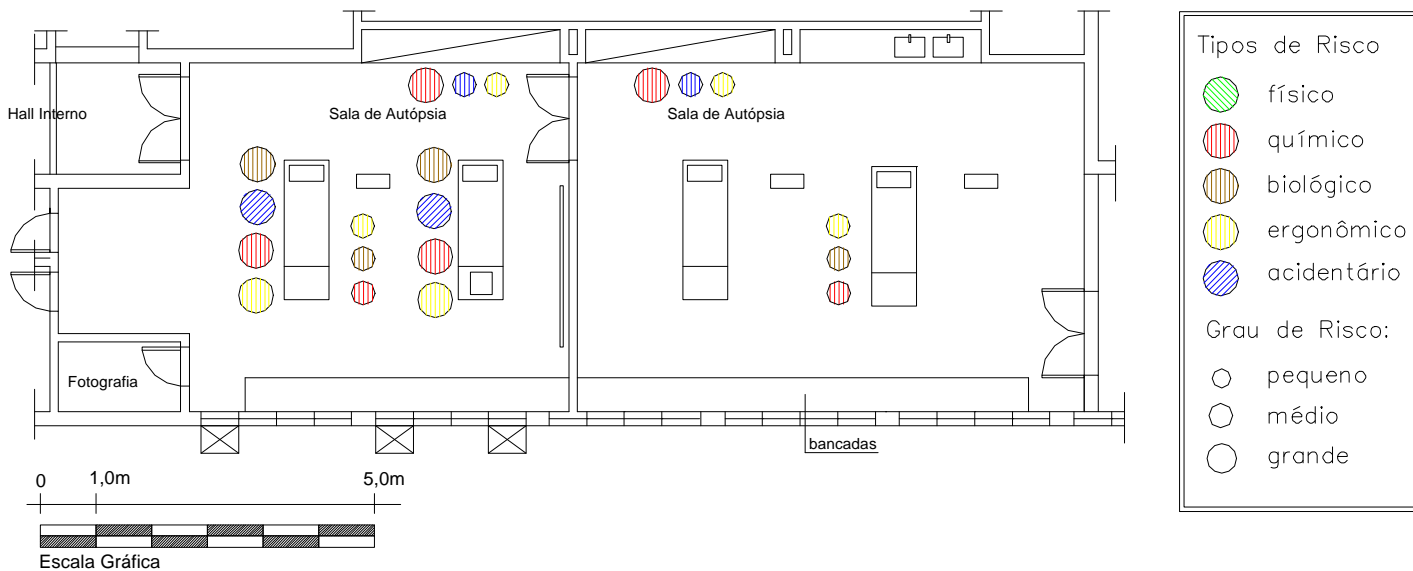 Hall Interno
Sala de Autópsia
Sala de Autópsia
Fotografia
bancadas
0
1,0m
5,0m
Escala Gráfica
Tipos de Risco
físico
químico
biológico
ergonômico
acidentário
Grau de Risco:
pequeno
médio
grande